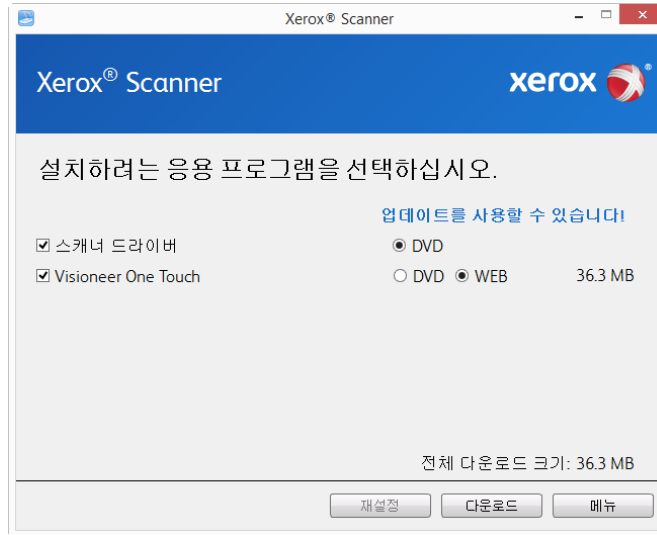 Xerox® Scanner
Xerox® Scanner
xerox®
설치하려는 응용 프로그램을 선택하십시오.
업데이트를 사용할 수 있습니다!
스캐너 드라이버 DVD
Visioneer One Touch DVD WEB 36.3 MB
전체 다운로드 크기: 36.3 MB
재설정 다운로드 메뉴